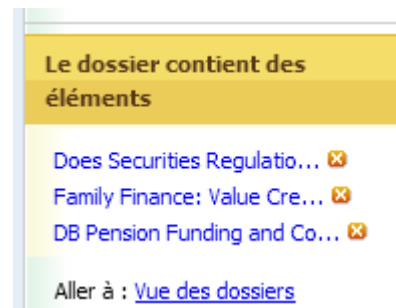 Le dossier contient des
éléments
Does Securities Regulatio...
Family Finance: Value Cre...
DB Pension Funding and Co...
Aller à : Vue des dossiers